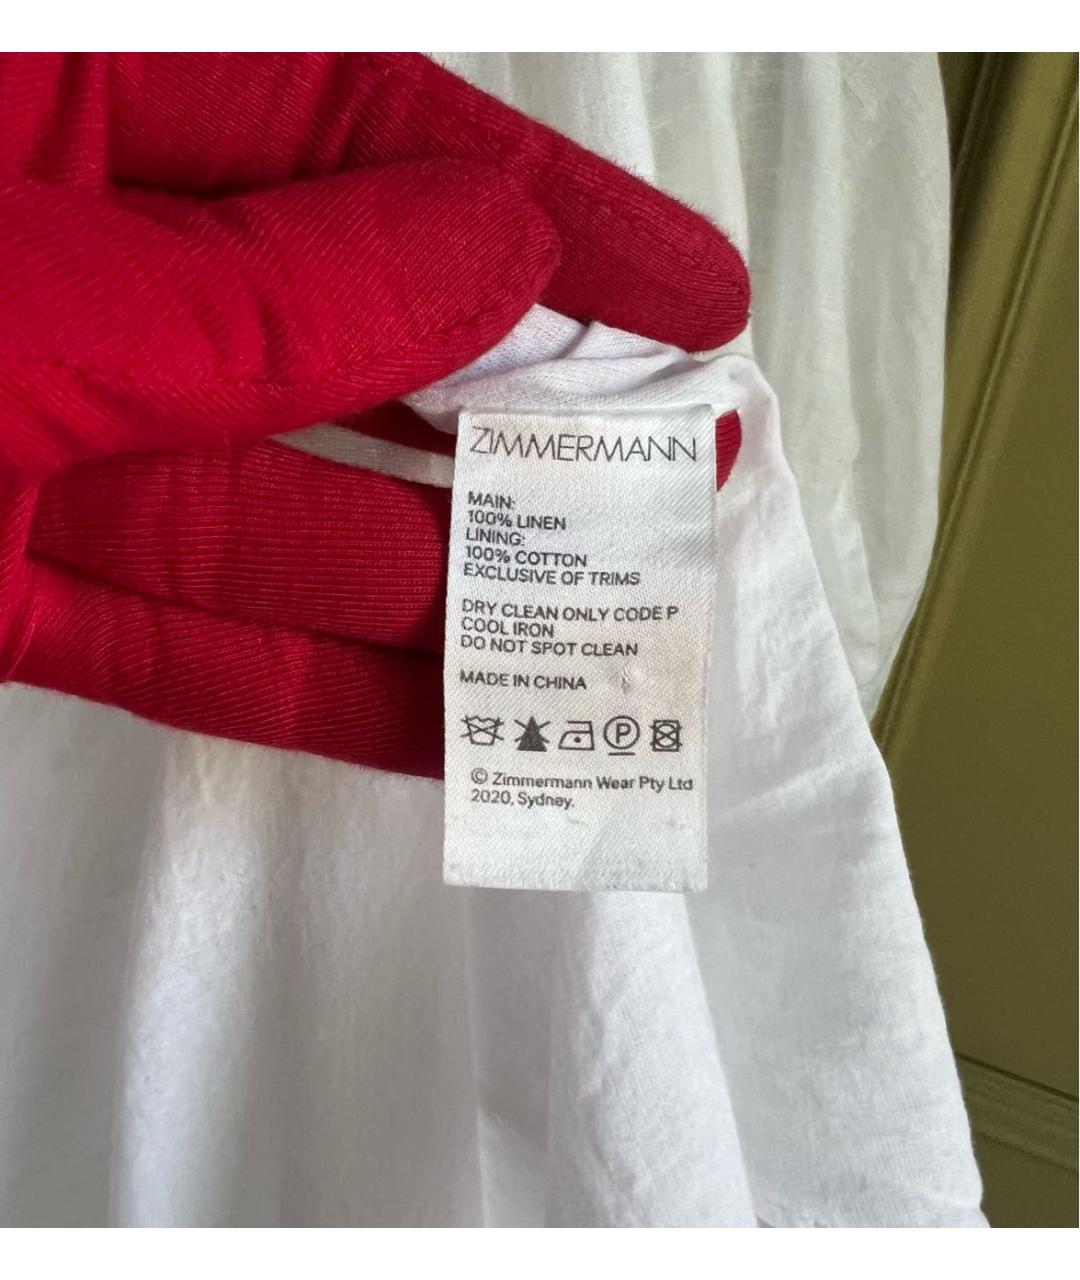 ZIMMERMANN
MAIN:
100% LINEN
LINING:
100% COTTON
EXCLUSIVE OF TRIMS
DRY CLEAN ONLY CODE P
COOL IRON
DO NOT SPOT CLEAN
MADE IN CHINA
P
© Zimmermann Wear Pty Ltd
2020, Sydney.